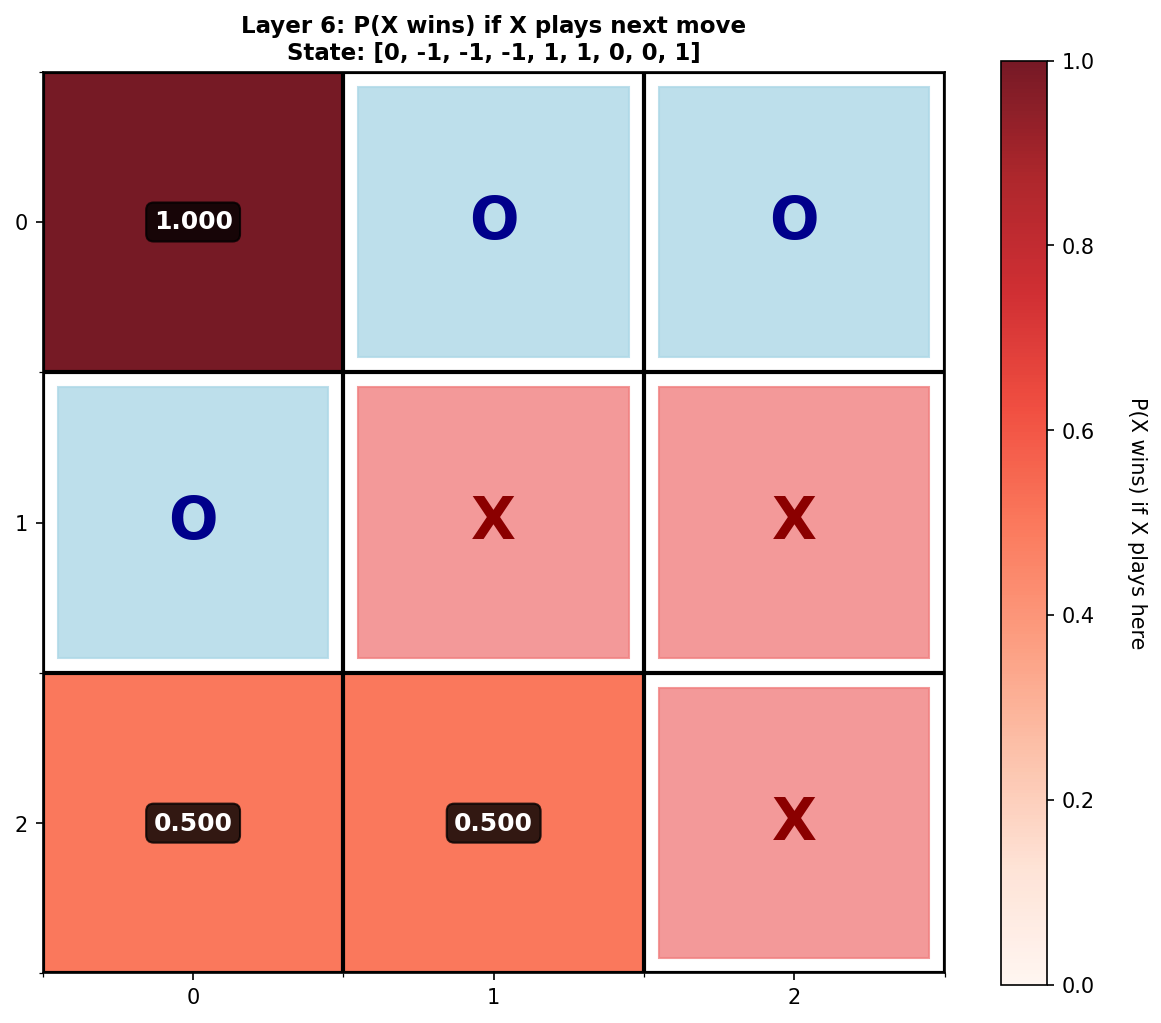 Layer 6: P(X wins) if X plays next move
State: [0, -1, -1, -1, 1, 1, 0, 0, 1]
0
1.000
O
O
1
O
X
X
2
0.500
0.500
X
0
1
2
1.0
0.8
0.6
0.4
0.2
0.0
P(X wins) if X plays here